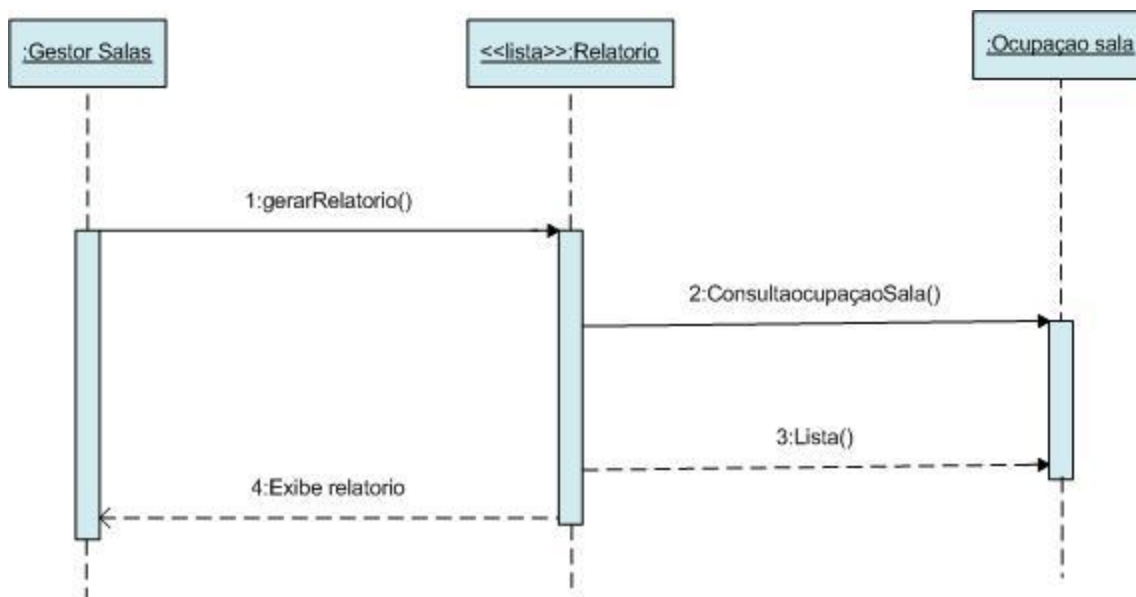 :Gestor Salas
<<lista>>:Relatorio
:Ocupaçao sala
1:gerarRelatorio()
2:ConsultaocupaçaoSala()
3:Lista()
4:Exibe relatorio